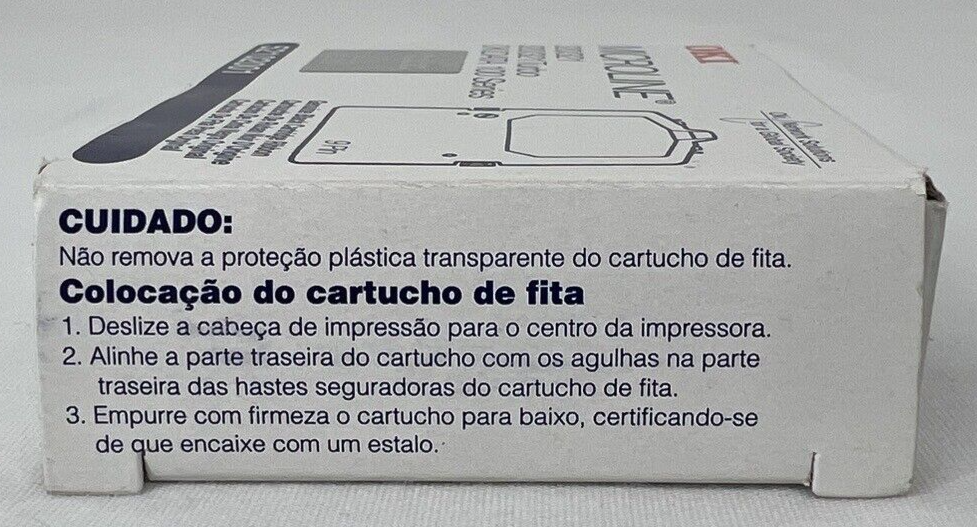 OKI
MICROLINE®
9Pin
CUIDADO:
Não remova a proteção plástica transparente do cartucho de fita.
Colocação do cartucho de fita
1. Deslize a cabeça de impressão para o centro da impressora.
2. Alinhe a parte traseira do cartucho com os agulhas na parte
traseira das hastes seguradoras do cartucho de fita.
3. Empurre com firmeza o cartucho para baixo, certificando-se
de que encaixe com um estalo.